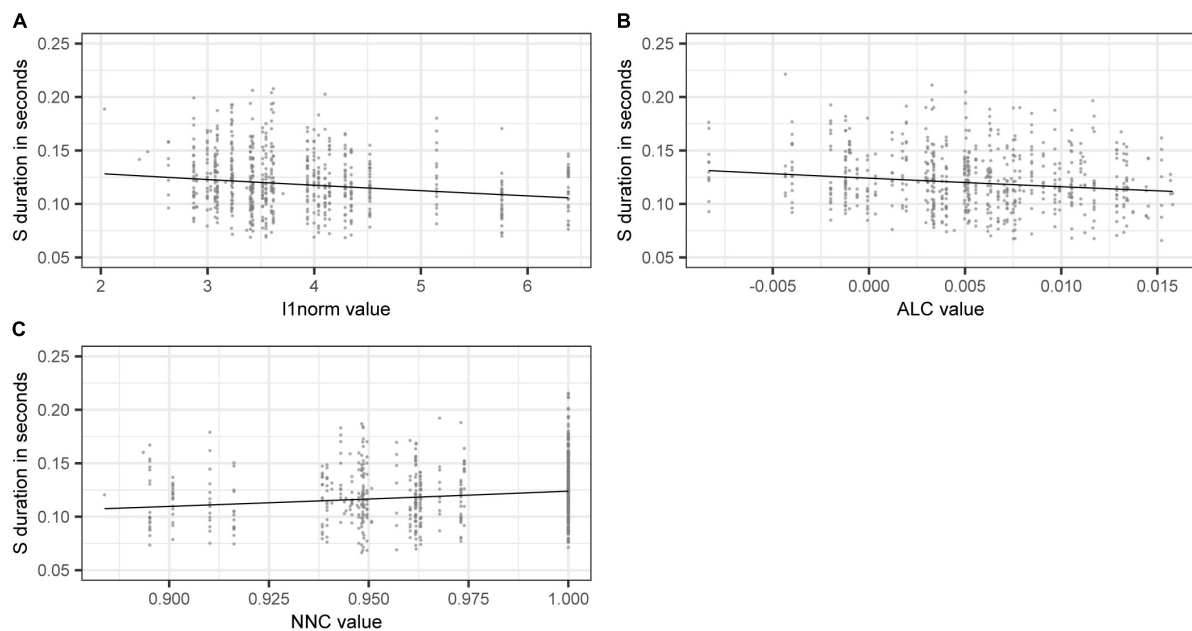 A
S duration in seconds
0.25
0.20
0.15
0.10
0.05
2 3 4 5 6
l1norm value
B
S duration in seconds
0.25
0.20
0.15
0.10
0.05
-0.005 0.000 0.005 0.010 0.015
ALC value
C
S duration in seconds
0.25
0.20
0.15
0.10
0.05
0.900 0.925 0.950 0.975 1.000
NNC value